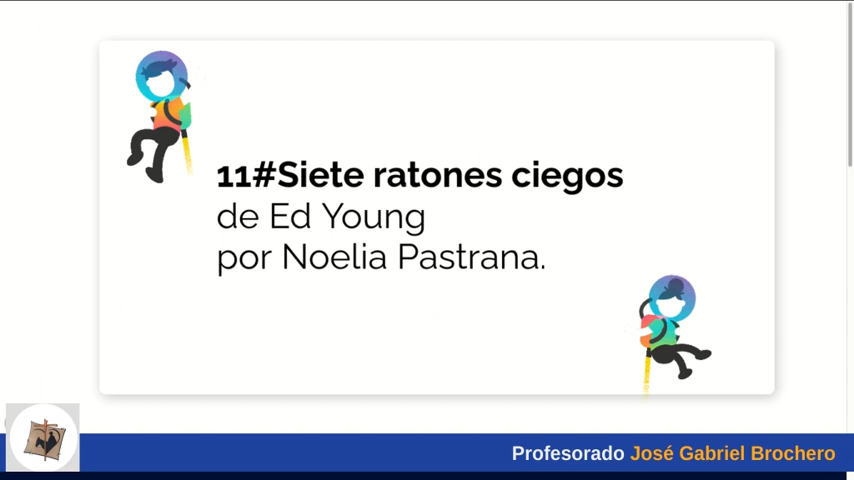 11#Siete ratones ciegos
de Ed Young
por Noelia Pastrana.
Profesorado José Gabriel Brochero